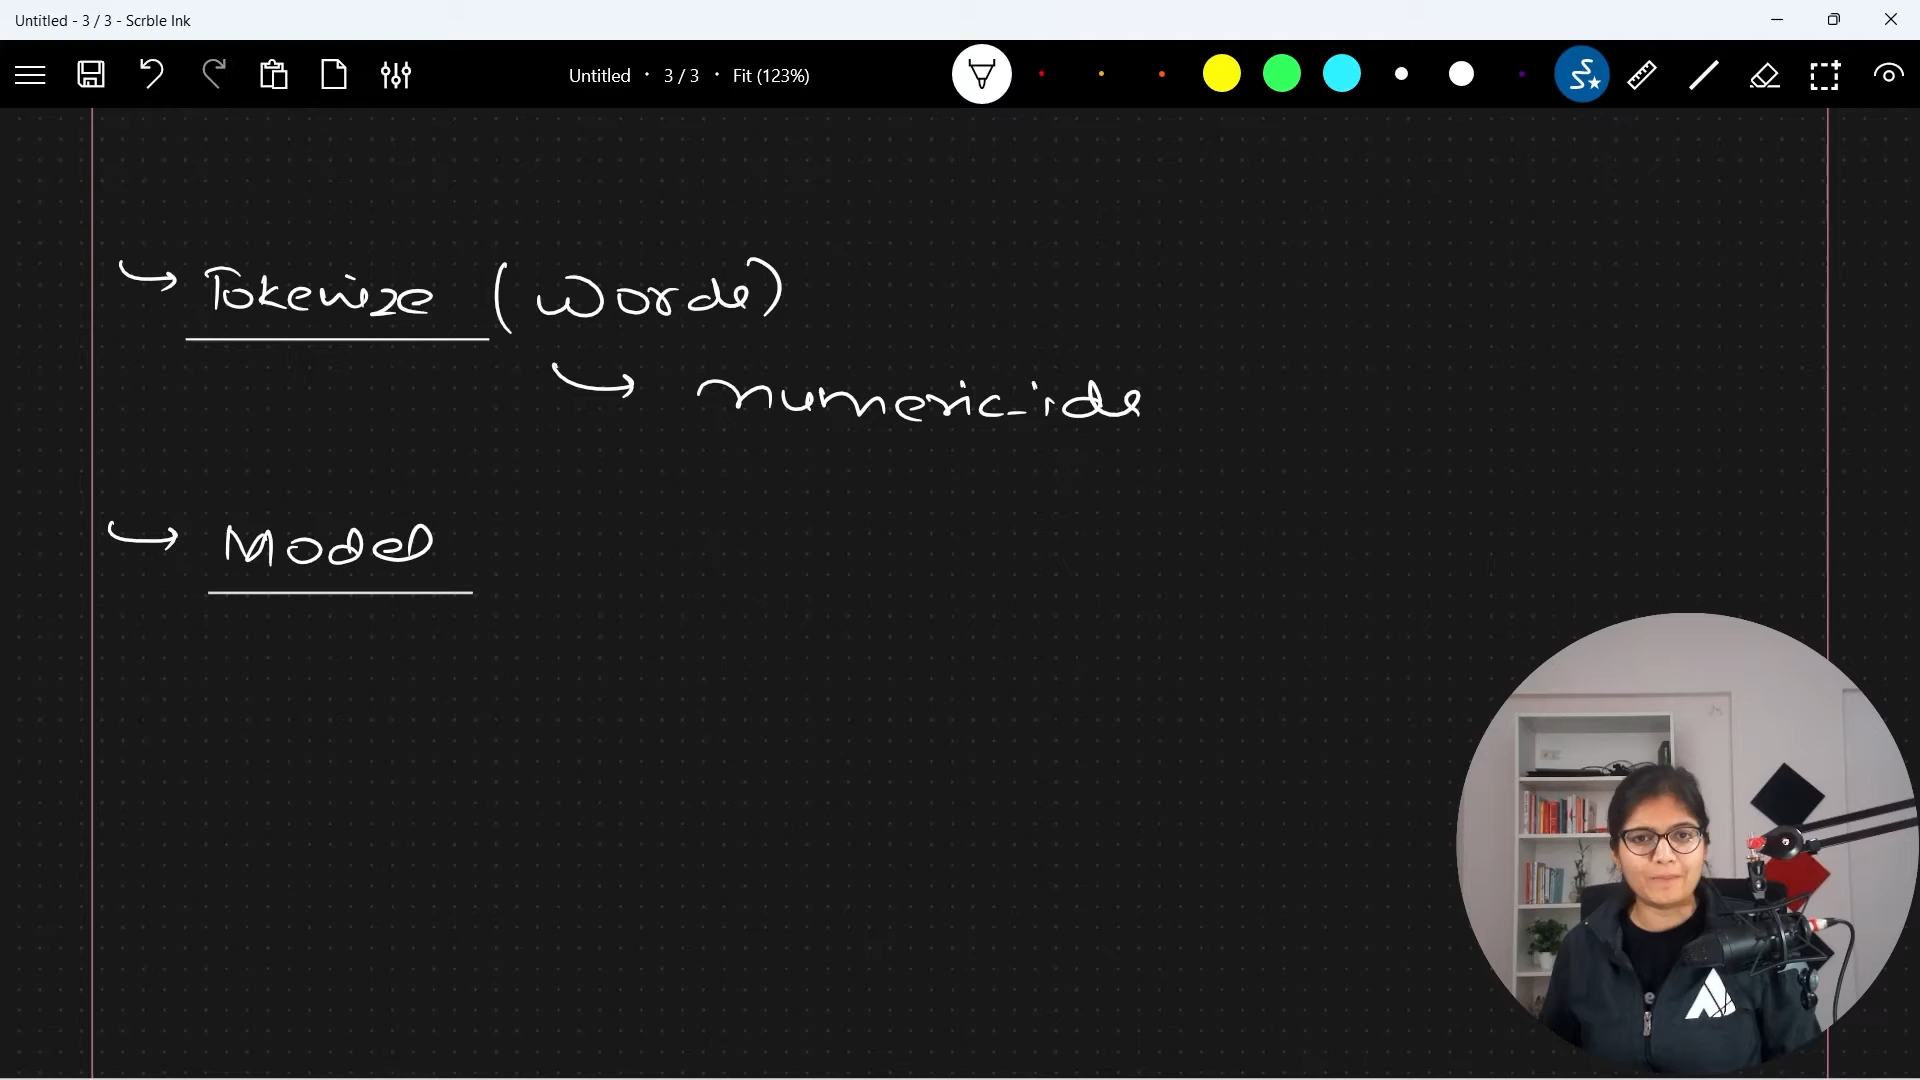 Untitled - 3 / 3 - Scrble Ink
Untitled • 3 / 3 • Fit (123%)
Tokenize (Words)
numeric-ids
Model